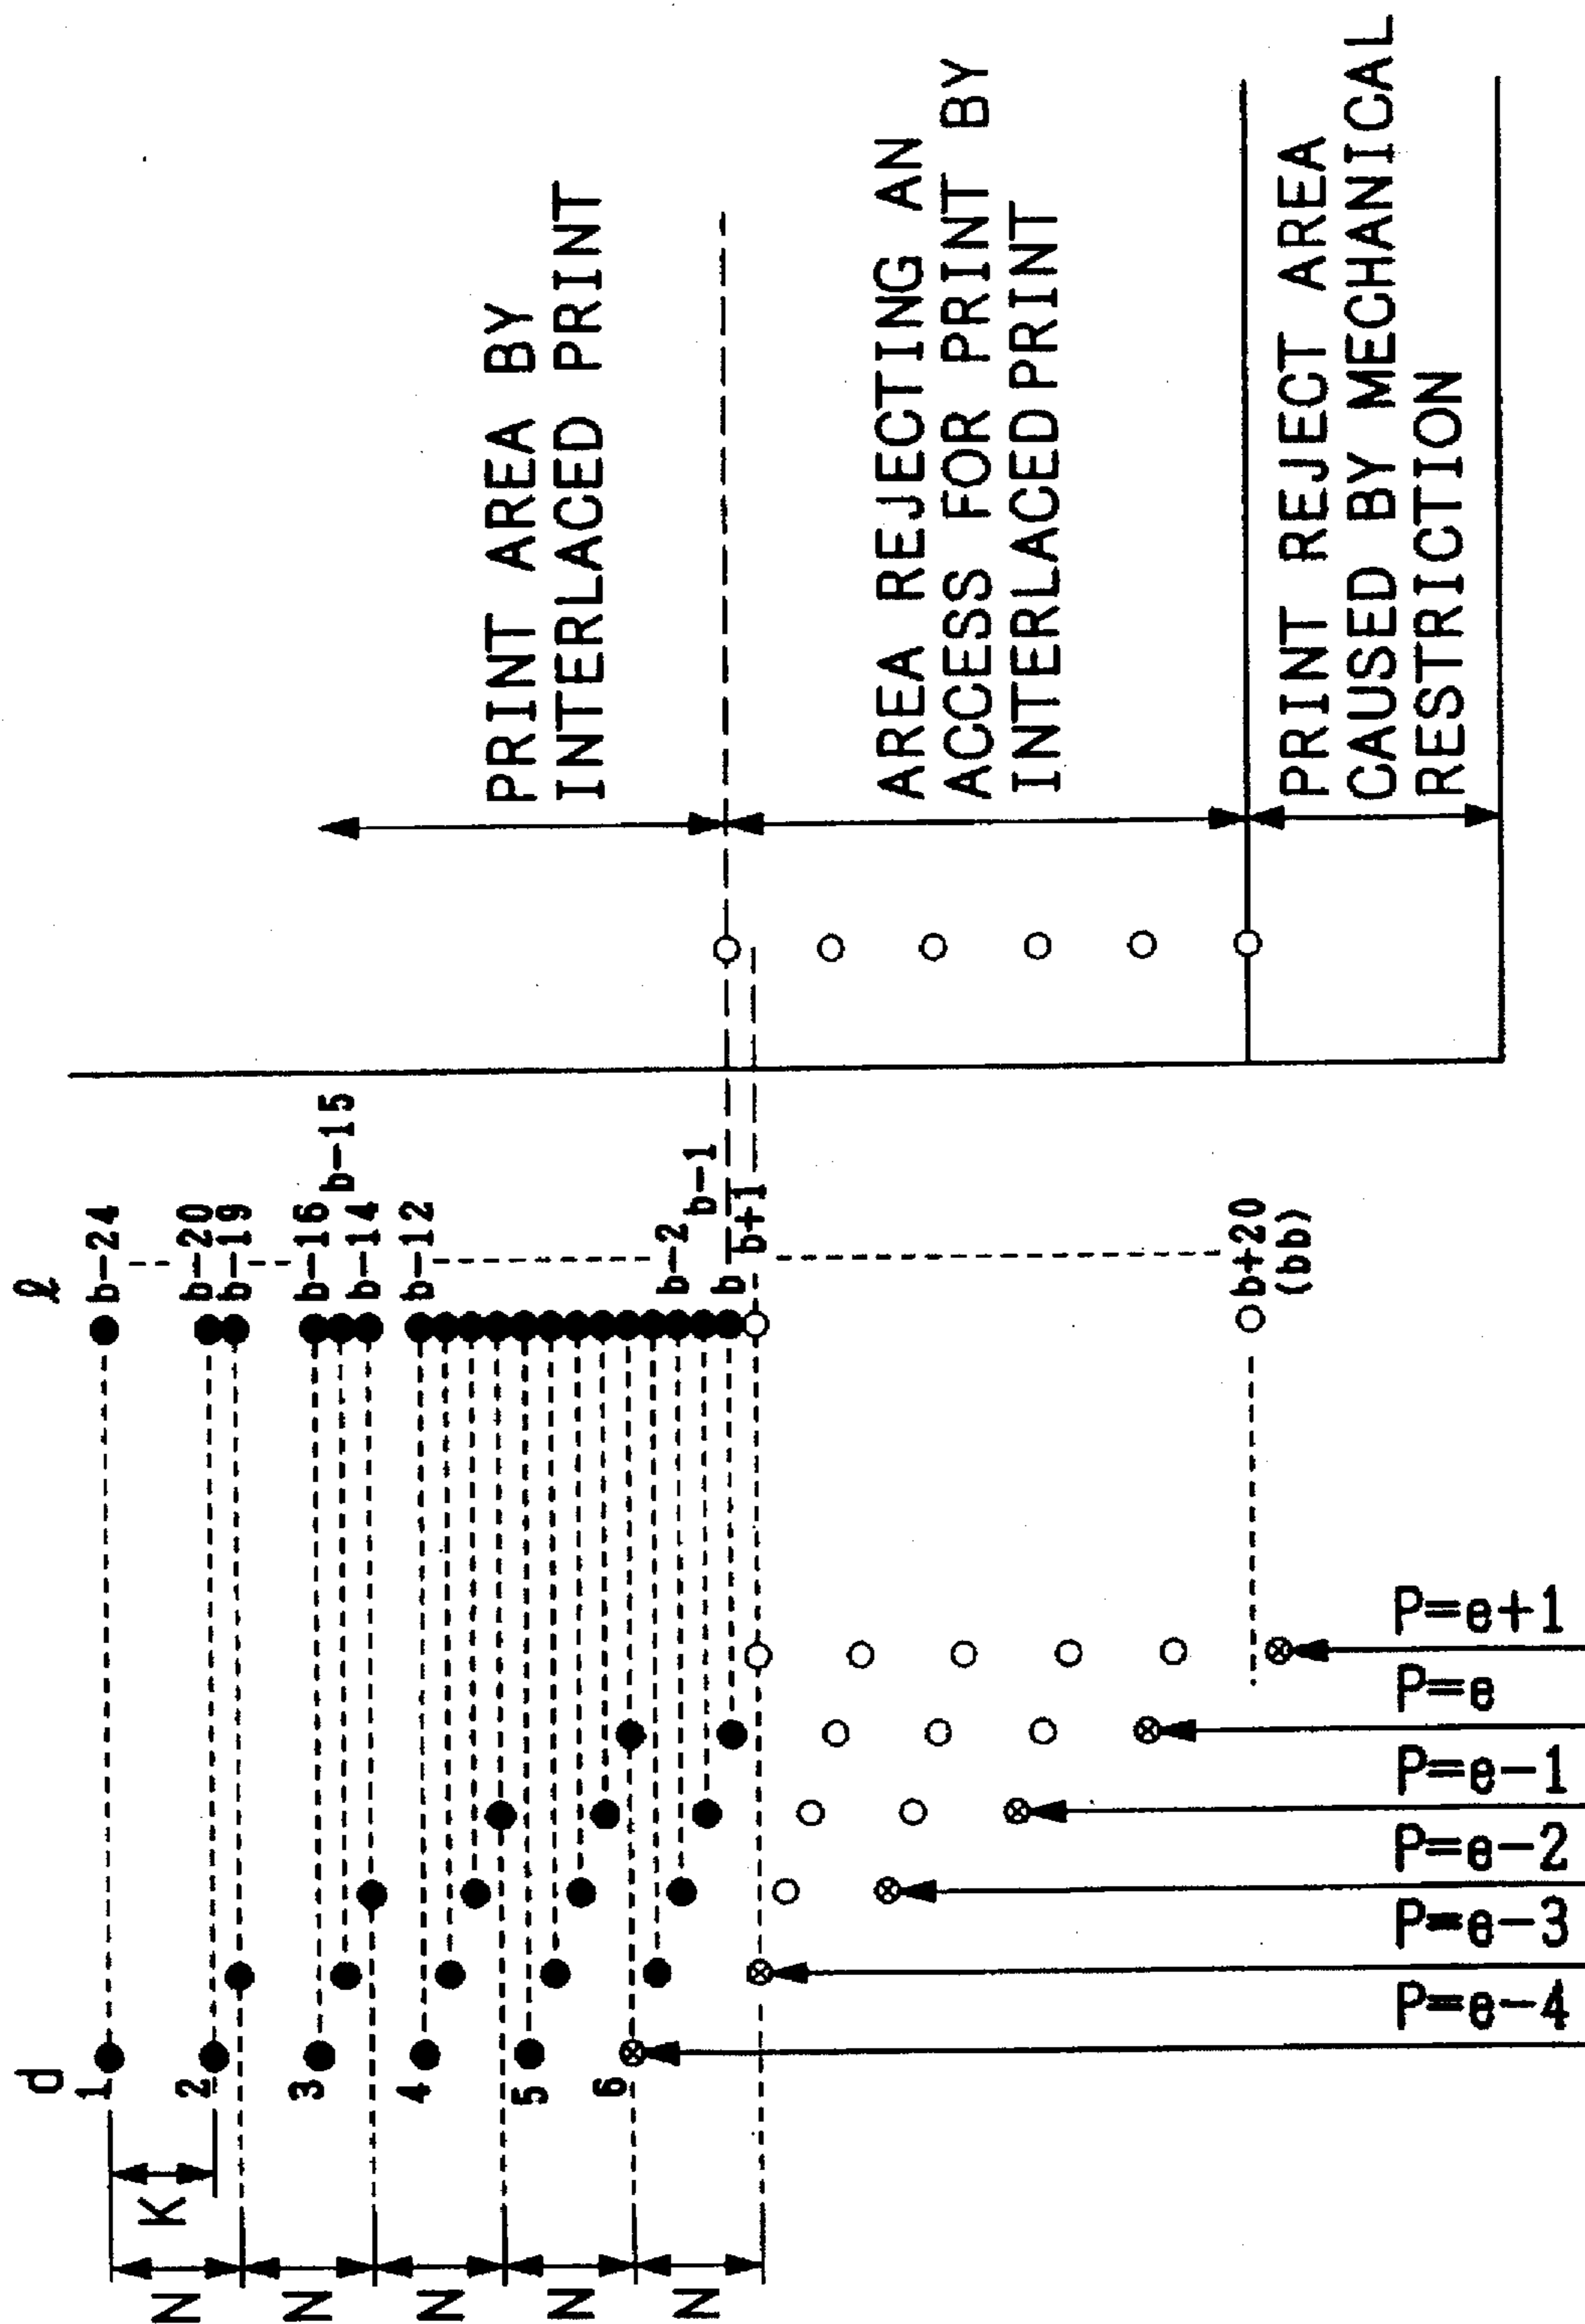 d
ℓ
1
2
3
4
5
6
K
N
N
N
N
N
b-24
b-20
b-19
b-16
b-15
b-14
b-12
b-2
b-1
b
b+1
b+20
(bb)
PRINT AREA BY
INTERLACED PRINT
AREA REJECTING AN
ACCESS FOR PRINT BY
INTERLACED PRINT
PRINT REJECT AREA
CAUSED BY MECHANICAL
RESTRICTION
P=e+1
P=e
P=e-1
P=e-2
P=e-3
P=e-4